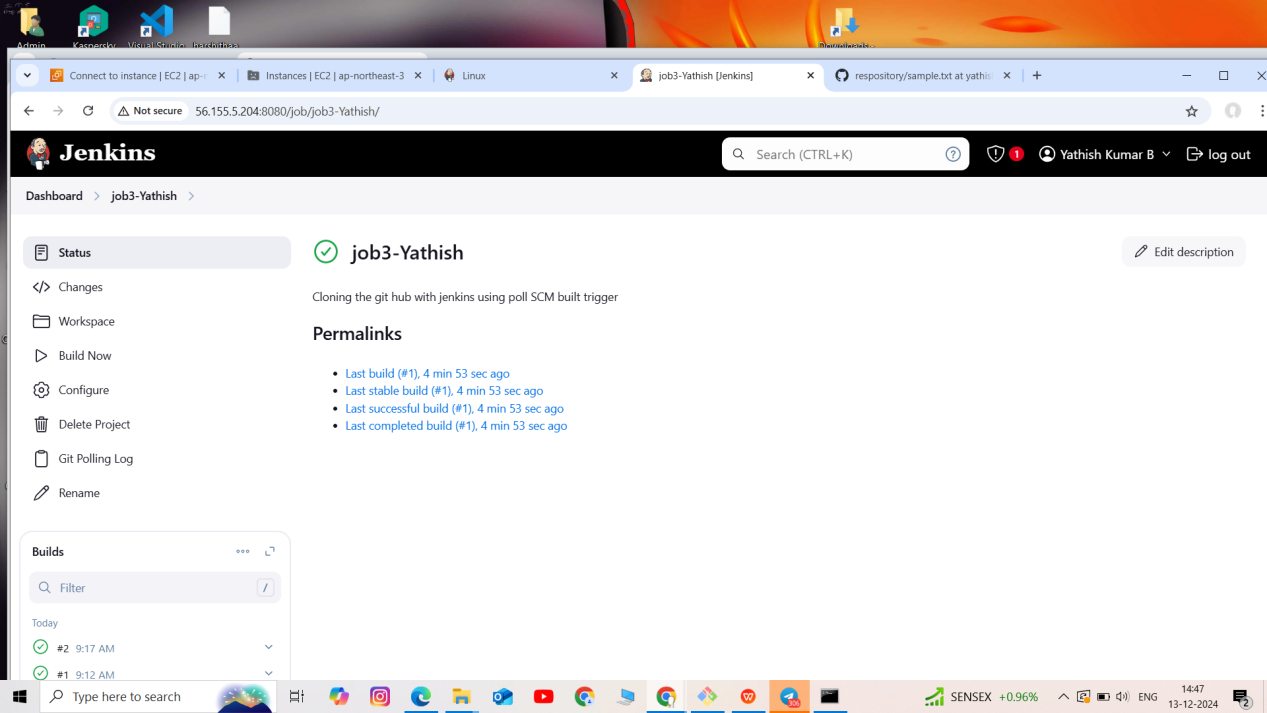 Admin
Kaspersky
Visual Studio
harshithaa
Downloads
Connect to instance | EC2 | ap-n
Instances | EC2 | ap-northeast-3
Linux
job3-Yathish [Jenkins]
respository/sample.txt at yathis
Not secure
56.155.5.204:8080/job/job3-Yathish/
Jenkins
Search (CTRL+K)
?
1
Yathish Kumar B
log out
Dashboard
job3-Yathish
Status
job3-Yathish
Edit description
Changes
Cloning the git hub with jenkins using poll SCM built trigger
Workspace
Permalinks
Build Now
Last build (#1), 4 min 53 sec ago
Configure
Last stable build (#1), 4 min 53 sec ago
Last successful build (#1), 4 min 53 sec ago
Delete Project
Last completed build (#1), 4 min 53 sec ago
Git Polling Log
Rename
Builds
Filter
/
Today
#2 9:17 AM
#1 9:12 AM
Type here to search
306
SENSEX +0.96%
ENG
14:47
13-12-2024
2